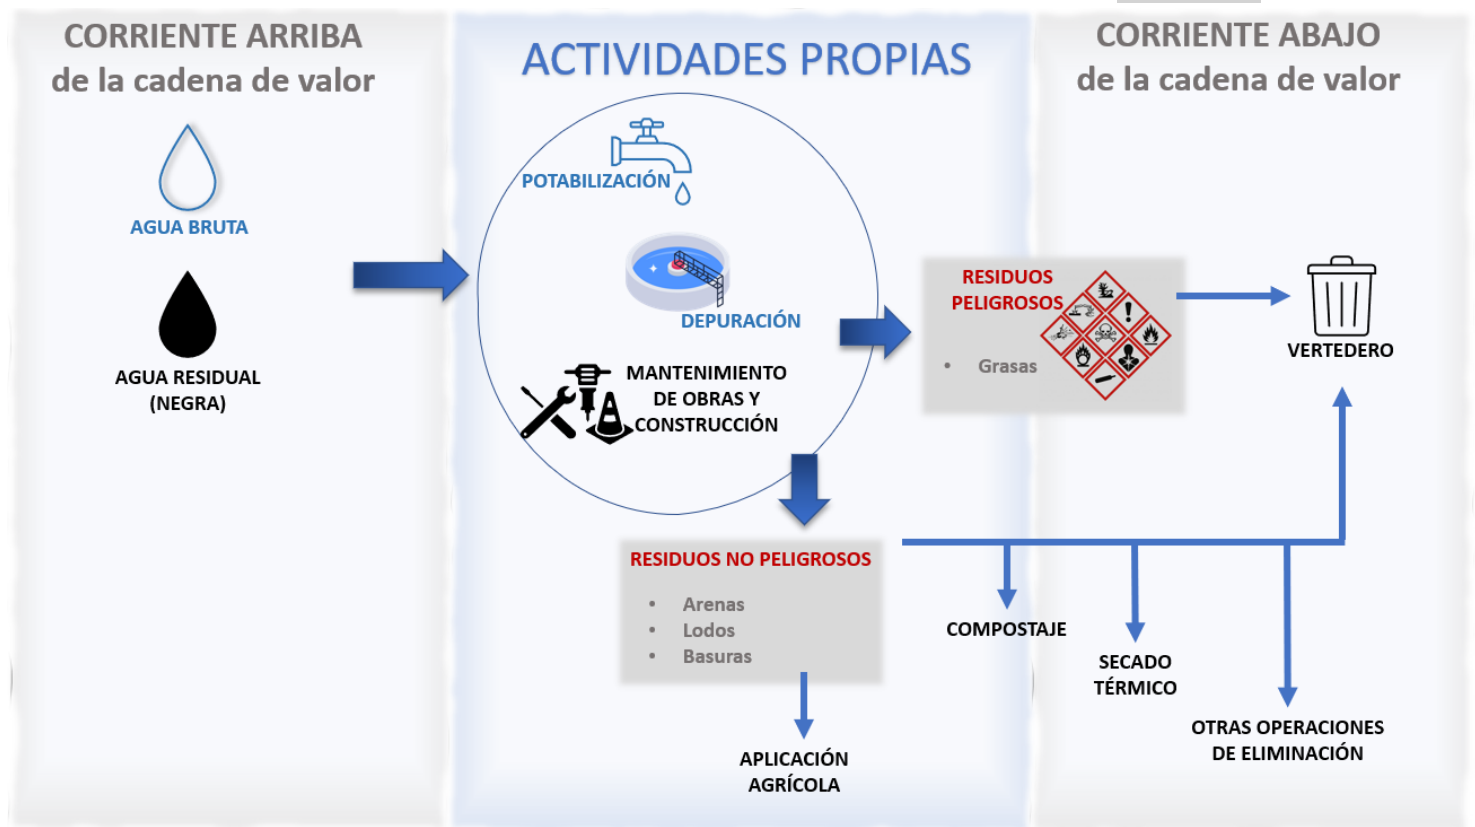 CORRIENTE ARRIBA
de la cadena de valor
AGUA BRUTA
AGUA RESIDUAL
(NEGRA)
ACTIVIDADES PROPIAS
POTABILIZACIÓN
DEPURACIÓN
MANTENIMIENTO
DE OBRAS Y
CONSTRUCCIÓN
RESIDUOS NO PELIGROSOS
• Arenas
• Lodos
• Basuras
APLICACIÓN
AGRÍCOLA
CORRIENTE ABAJO
de la cadena de valor
RESIDUOS
PELIGROSOS
• Grasas
VERTEDERO
COMPOSTAJE
SECADO
TÉRMICO
OTRAS OPERACIONES
DE ELIMINACIÓN